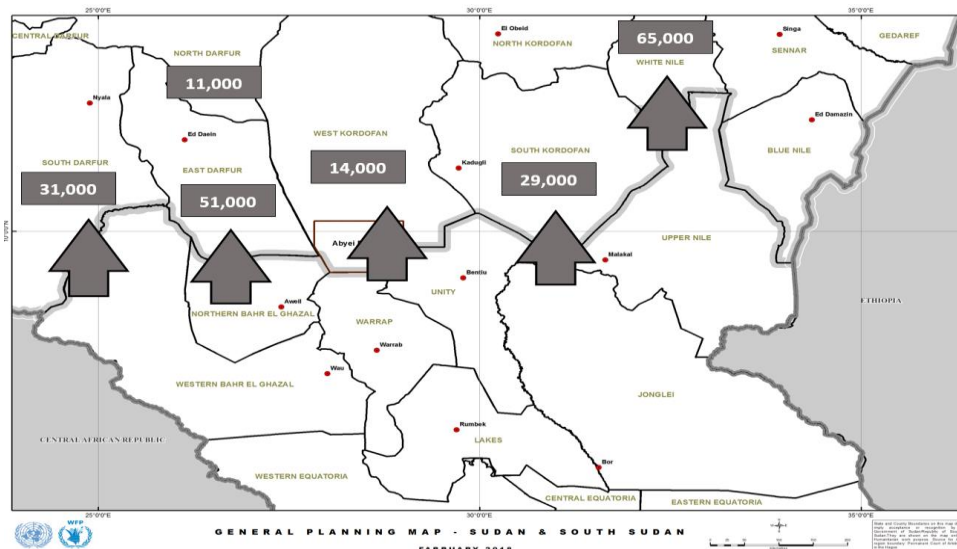 25°0'0"E
30°0'0"E
35°0'0"E
CENTRAL DARFUR
El Obeid
65,000
Singa
GEDAREF
NORTH DARFUR
NORTH KORDOFAN
SENNAR
WHITE NILE
11,000
Nyala
Ed Damazin
Ed Daein
WEST KORDOFAN
SOUTH KORDOFAN
BLUE NILE
SOUTH DARFUR
EAST DARFUR
14,000
Kadugli
31,000
51,000
29,000
10°0'0"N
Abyei
UPPER NILE
Malakal
Bentiu
UNITY
Aweil
ETHIOPIA
NORTHERN BAHR EL GHAZAL
WARRAP
Warrab
Wau
WESTERN BAHR EL GHAZAL
JONGLEI
Rumbek
CENTRAL AFRICAN REPUBLIC
LAKES
Bor
WESTERN EQUATORIA
CENTRAL EQUATORIA
EASTERN EQUATORIA
25°0'0"E
30°0'0"E
35°0'0"E
WFP
GENERAL PLANNING MAP - SUDAN & SOUTH SUDAN